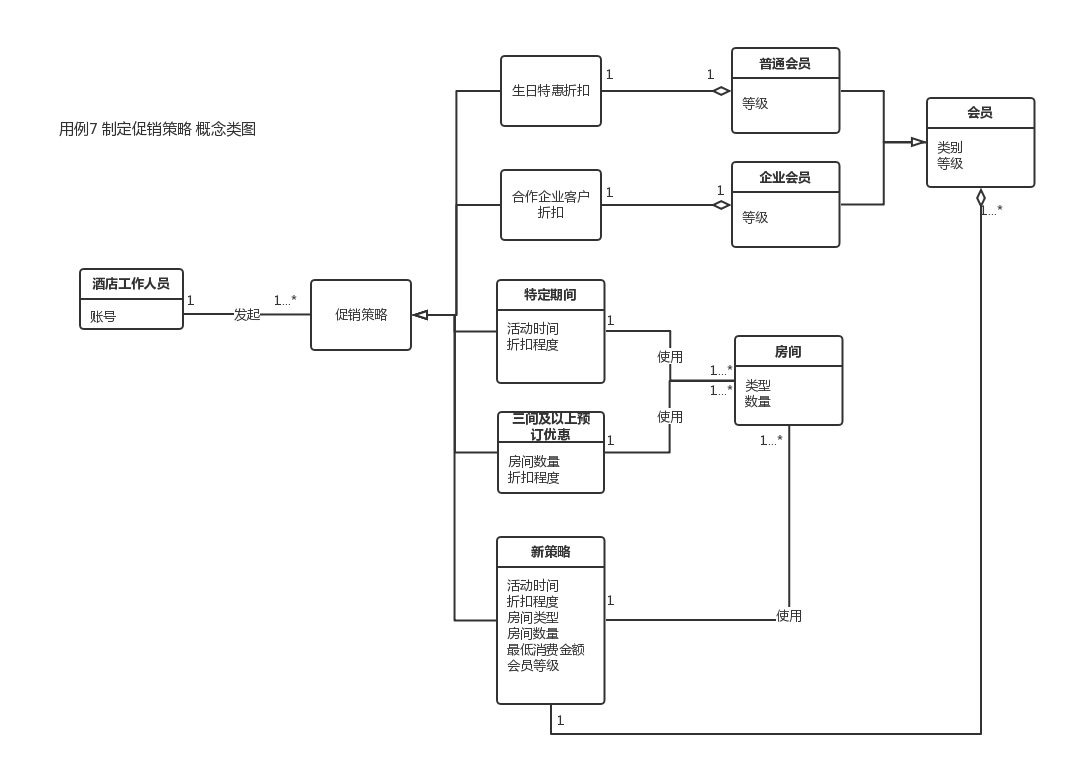 用例7 制定促销策略 概念类图
酒店工作人员
账号
1
发起
1...*
促销策略
生日特惠折扣
1
1
普通会员
等级
合作企业客户
折扣
1
1
企业会员
等级
会员
类别
等级
1...*
特定期间
活动时间
折扣程度
1
使用
三间及以上预
订优惠
房间数量
折扣程度
1
使用
1...*
1...*
房间
类型
数量
1...*
新策略
活动时间
折扣程度
房间类型
房间数量
最低消费金额
会员等级
1
使用
1